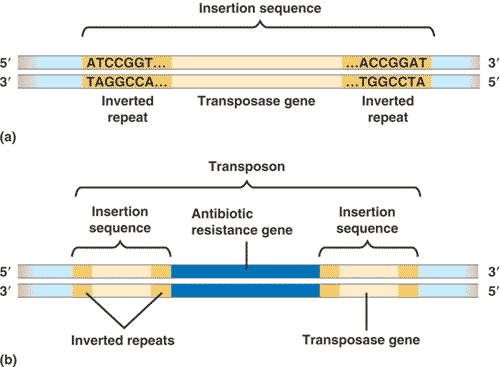 Insertion sequence
5′ ATCCGGT... ...ACCGGAT 3′
3′ TAGGCCA... ...TGGCCTA 5′
Inverted repeat
Transposase gene
Inverted repeat
(a)
Transposon
Insertion sequence
Antibiotic resistance gene
Insertion sequence
5′ 3′
3′ 5′
Inverted repeats
Transposase gene
(b)